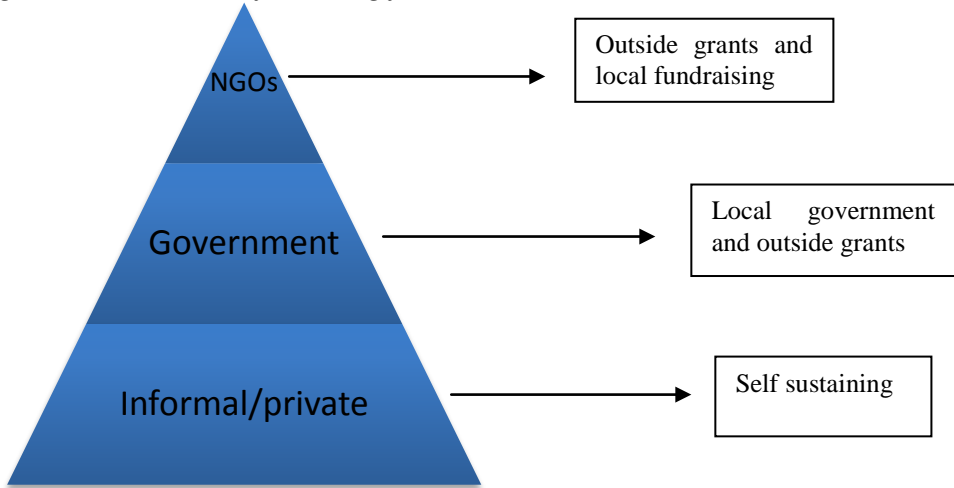 NGOs
Outside grants and
local fundraising
Government
Local government
and outside grants
Informal/private
Self sustaining